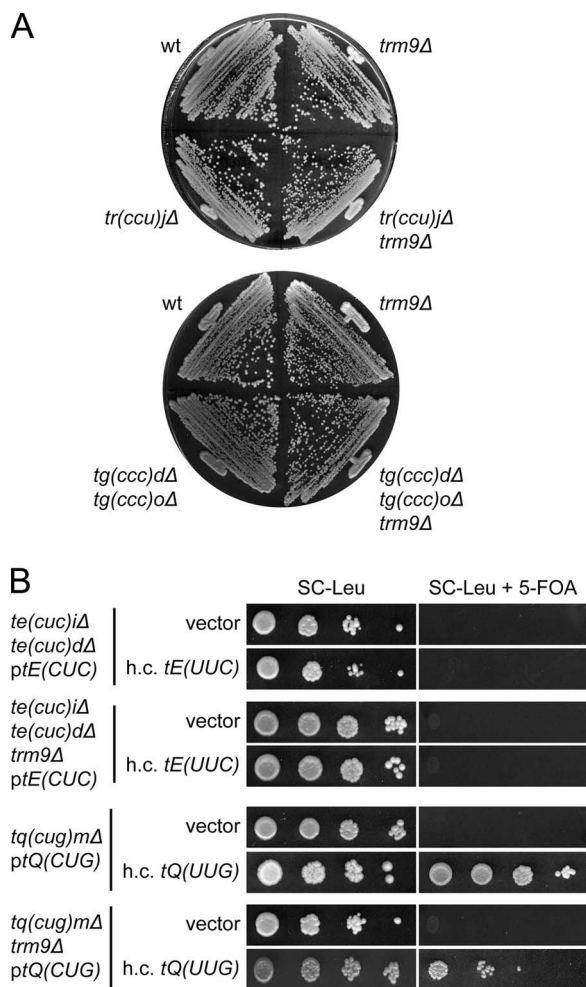 A
wt
trm9Δ
tr(ccu)jΔ
tr(ccu)jΔ
trm9Δ
wt
trm9Δ
tg(ccc)dΔ
tg(ccc)oΔ
tg(ccc)dΔ
tg(ccc)oΔ
trm9Δ
B
SC-Leu
SC-Leu + 5-FOA
te(cuc)iΔ
te(cuc)dΔ
ptE(CUC)
vector
h.c. tE(UUC)
te(cuc)iΔ
te(cuc)dΔ
trm9Δ
ptE(CUC)
vector
h.c. tE(UUC)
tq(cug)mΔ
ptQ(CUG)
vector
h.c. tQ(UUG)
tq(cug)mΔ
trm9Δ
ptQ(CUG)
vector
h.c. tQ(UUG)